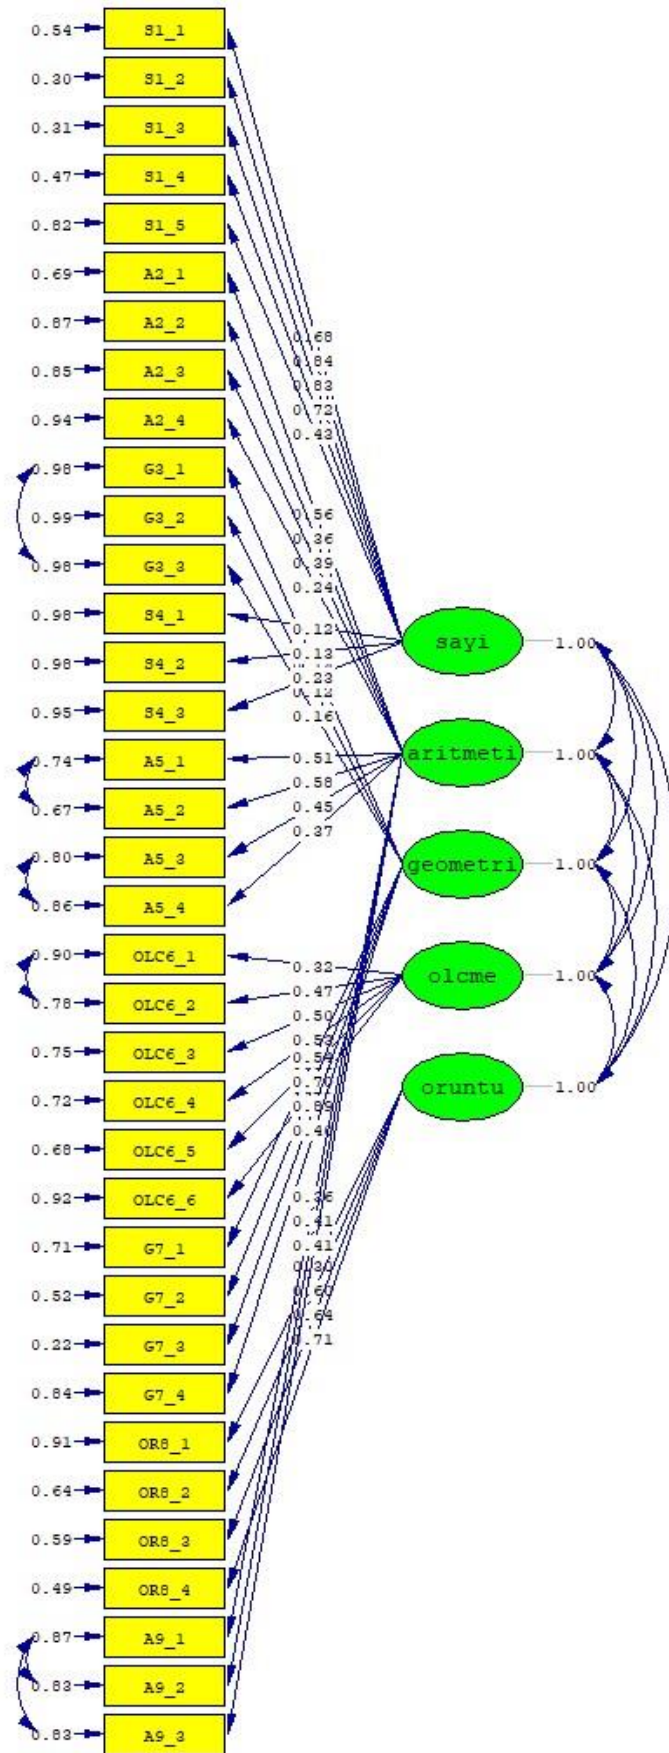 0.54 S1_1
0.30 S1_2
0.31 S1_3
0.47 S1_4
0.82 S1_5
0.69 A2_1
0.87 A2_2
0.68
0.85 A2_3
0.84
0.83
0.94 A2_4
0.72
0.43
0.98 G3_1
0.99 G3_2
0.56
0.36
0.98 G3_3
0.39
0.24
0.98 S4_1
0.12
sayi 1.00
0.98 S4_2
0.13
0.23
0.12
0.95 S4_3
0.16
0.74 A5_1
0.51
aritmeti 1.00
0.58
0.67 A5_2
0.45
0.37
0.80 A5_3
geometri 1.00
0.86 A5_4
0.90 OLC6_1
0.32
olcme 1.00
0.47
0.78 OLC6_2
0.50
0.53
0.75 OLC6_3
0.54
0.70
oruntu 1.00
0.72 OLC6_4
0.89
0.68 OLC6_5
0.92 OLC6_6
0.36
0.41
0.71 G7_1
0.41
0.30
0.52 G7_2
0.60
0.64
0.22 G7_3
0.71
0.84 G7_4
0.91 OR8_1
0.64 OR8_2
0.59 OR8_3
0.49 OR8_4
0.87 A9_1
0.83 A9_2
0.83 A9_3